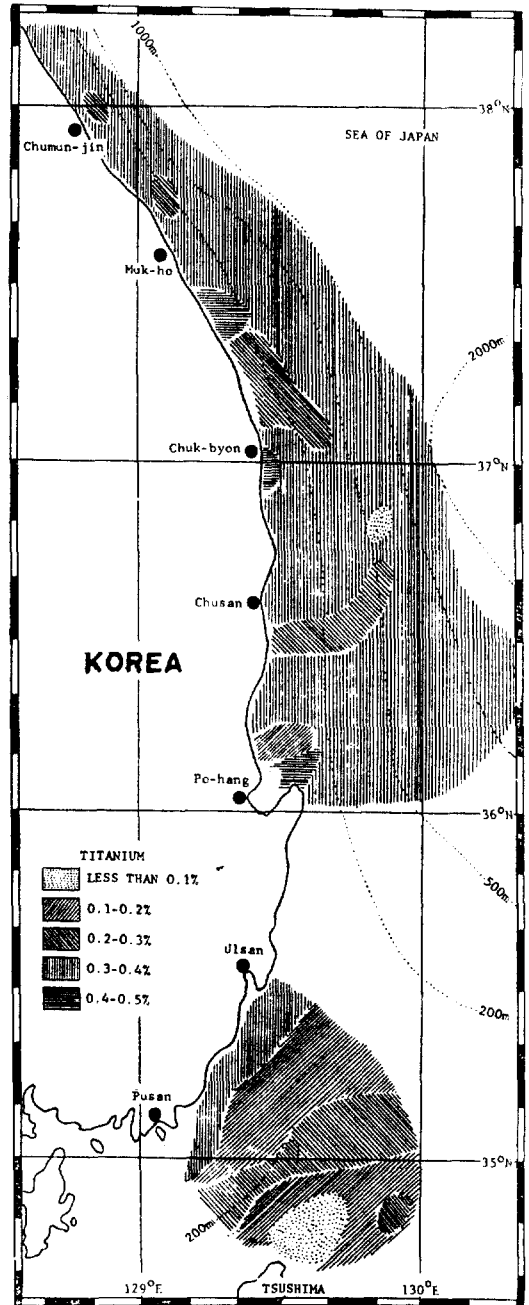 1000m
38°N
SEA OF JAPAN
Chumun-jin
Muk-ho
2000m
Chuk-byon
37°N
Chusan
KOREA
Po-hang
36°N
TITANIUM
LESS THAN 0.1%
0.1-0.2%
0.2-0.3%
0.3-0.4%
0.4-0.5%
500m
Ulsan
200m
Pusan
35°N
200m
129°E
TSUSHIMA
130°E